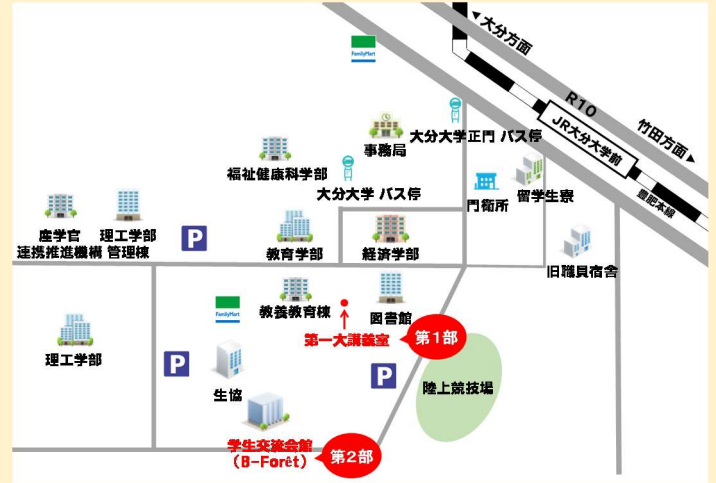 大分方面
FamilyMart
R10
JR大分大学前
竹田方面
豊肥本線
事務局
大分大学正門 バス停
福祉健康科学部
大分大学 バス停
門衛所
留学生寮
産学官
連携推進機構
理工学部
管理棟
P
教育学部
経済学部
旧職員宿舎
FamilyMart
教養教育棟
図書館
第一大講義室
第1部
理工学部
P
生協
P
陸上競技場
学生交流会館
(B-Forêt)
第2部